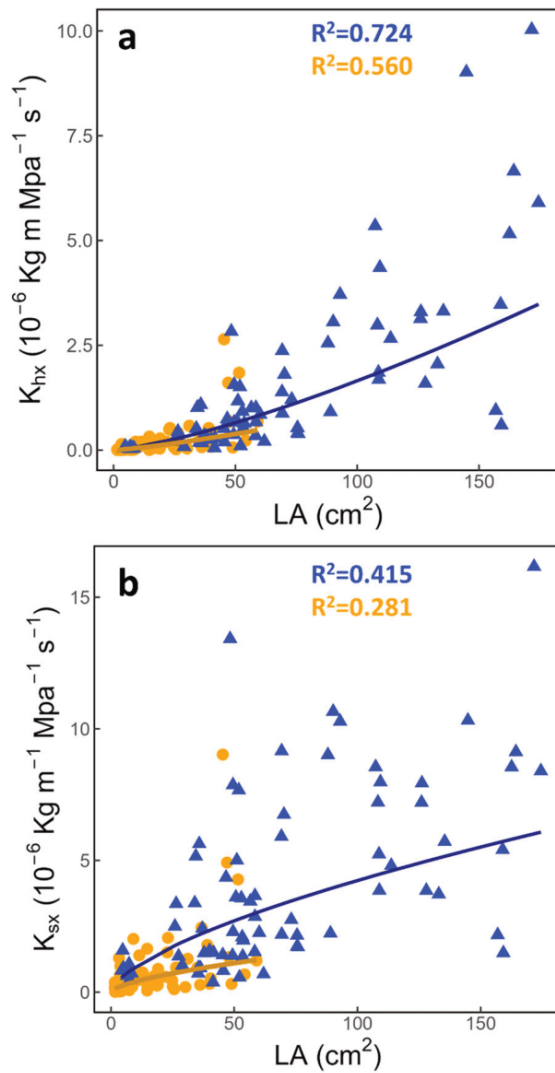 a
R²=0.724
R²=0.560
10.0
7.5
5.0
2.5
0.0
K_hx (10⁻⁶ Kg m Mpa⁻¹ s⁻¹)
0 50 100 150
LA (cm²)
b
R²=0.415
R²=0.281
15
10
5
0
K_sx (10⁻⁶ Kg m⁻¹ Mpa⁻¹ s⁻¹)
0 50 100 150
LA (cm²)